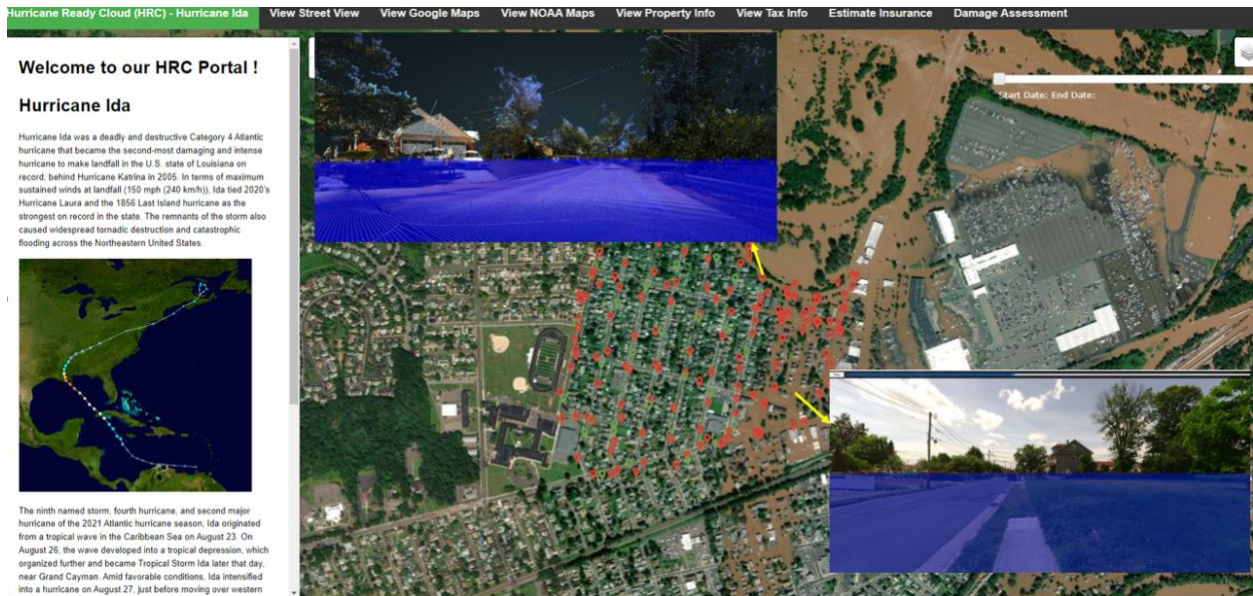 Hurricane Ready Cloud (HRC) - Hurricane Ida View Street View View Google Maps View NOAA Maps View Property Info View Tax Info Estimate Insurance Damage Assessment
Welcome to our HRC Portal !
Hurricane Ida
Hurricane Ida was a deadly and destructive Category 4 Atlantic
hurricane that became the second-most damaging and intense
hurricane to make landfall in the U.S. state of Louisiana on
record, behind Hurricane Katrina in 2005. In terms of maximum
sustained winds at landfall (150 mph (240 km/h)), Ida tied 2020's
Hurricane Laura and the 1856 Last Island hurricane as the
strongest on record in the state. The remnants of the storm also
caused widespread tornadic destruction and catastrophic
flooding across the Northeastern United States.
The ninth named storm, fourth hurricane, and second major
hurricane of the 2021 Atlantic hurricane season, Ida originated
from a tropical wave in the Caribbean Sea on August 23. On
August 26, the wave developed into a tropical depression, which
organized further and became Tropical Storm Ida later that day,
near Grand Cayman. Amid favorable conditions, Ida intensified
into a hurricane on August 27, just before moving over western
Start Date: End Date: